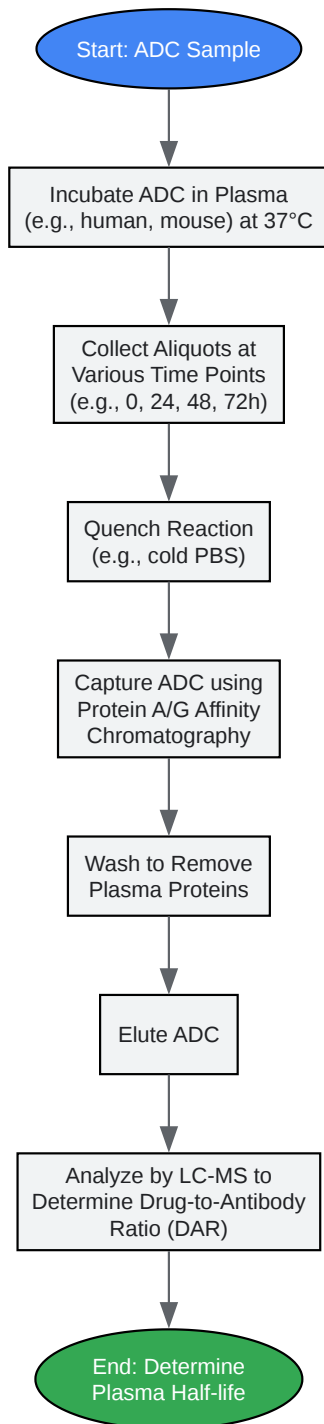 Start: ADC Sample
Incubate ADC in Plasma
(e.g., human, mouse) at 37°C
Collect Aliquots at
Various Time Points
(e.g., 0, 24, 48, 72h)
Quench Reaction
(e.g., cold PBS)
Capture ADC using
Protein A/G Affinity
Chromatography
Wash to Remove
Plasma Proteins
Elute ADC
Analyze by LC-MS to
Determine Drug-to-Antibody
Ratio (DAR)
End: Determine
Plasma Half-life